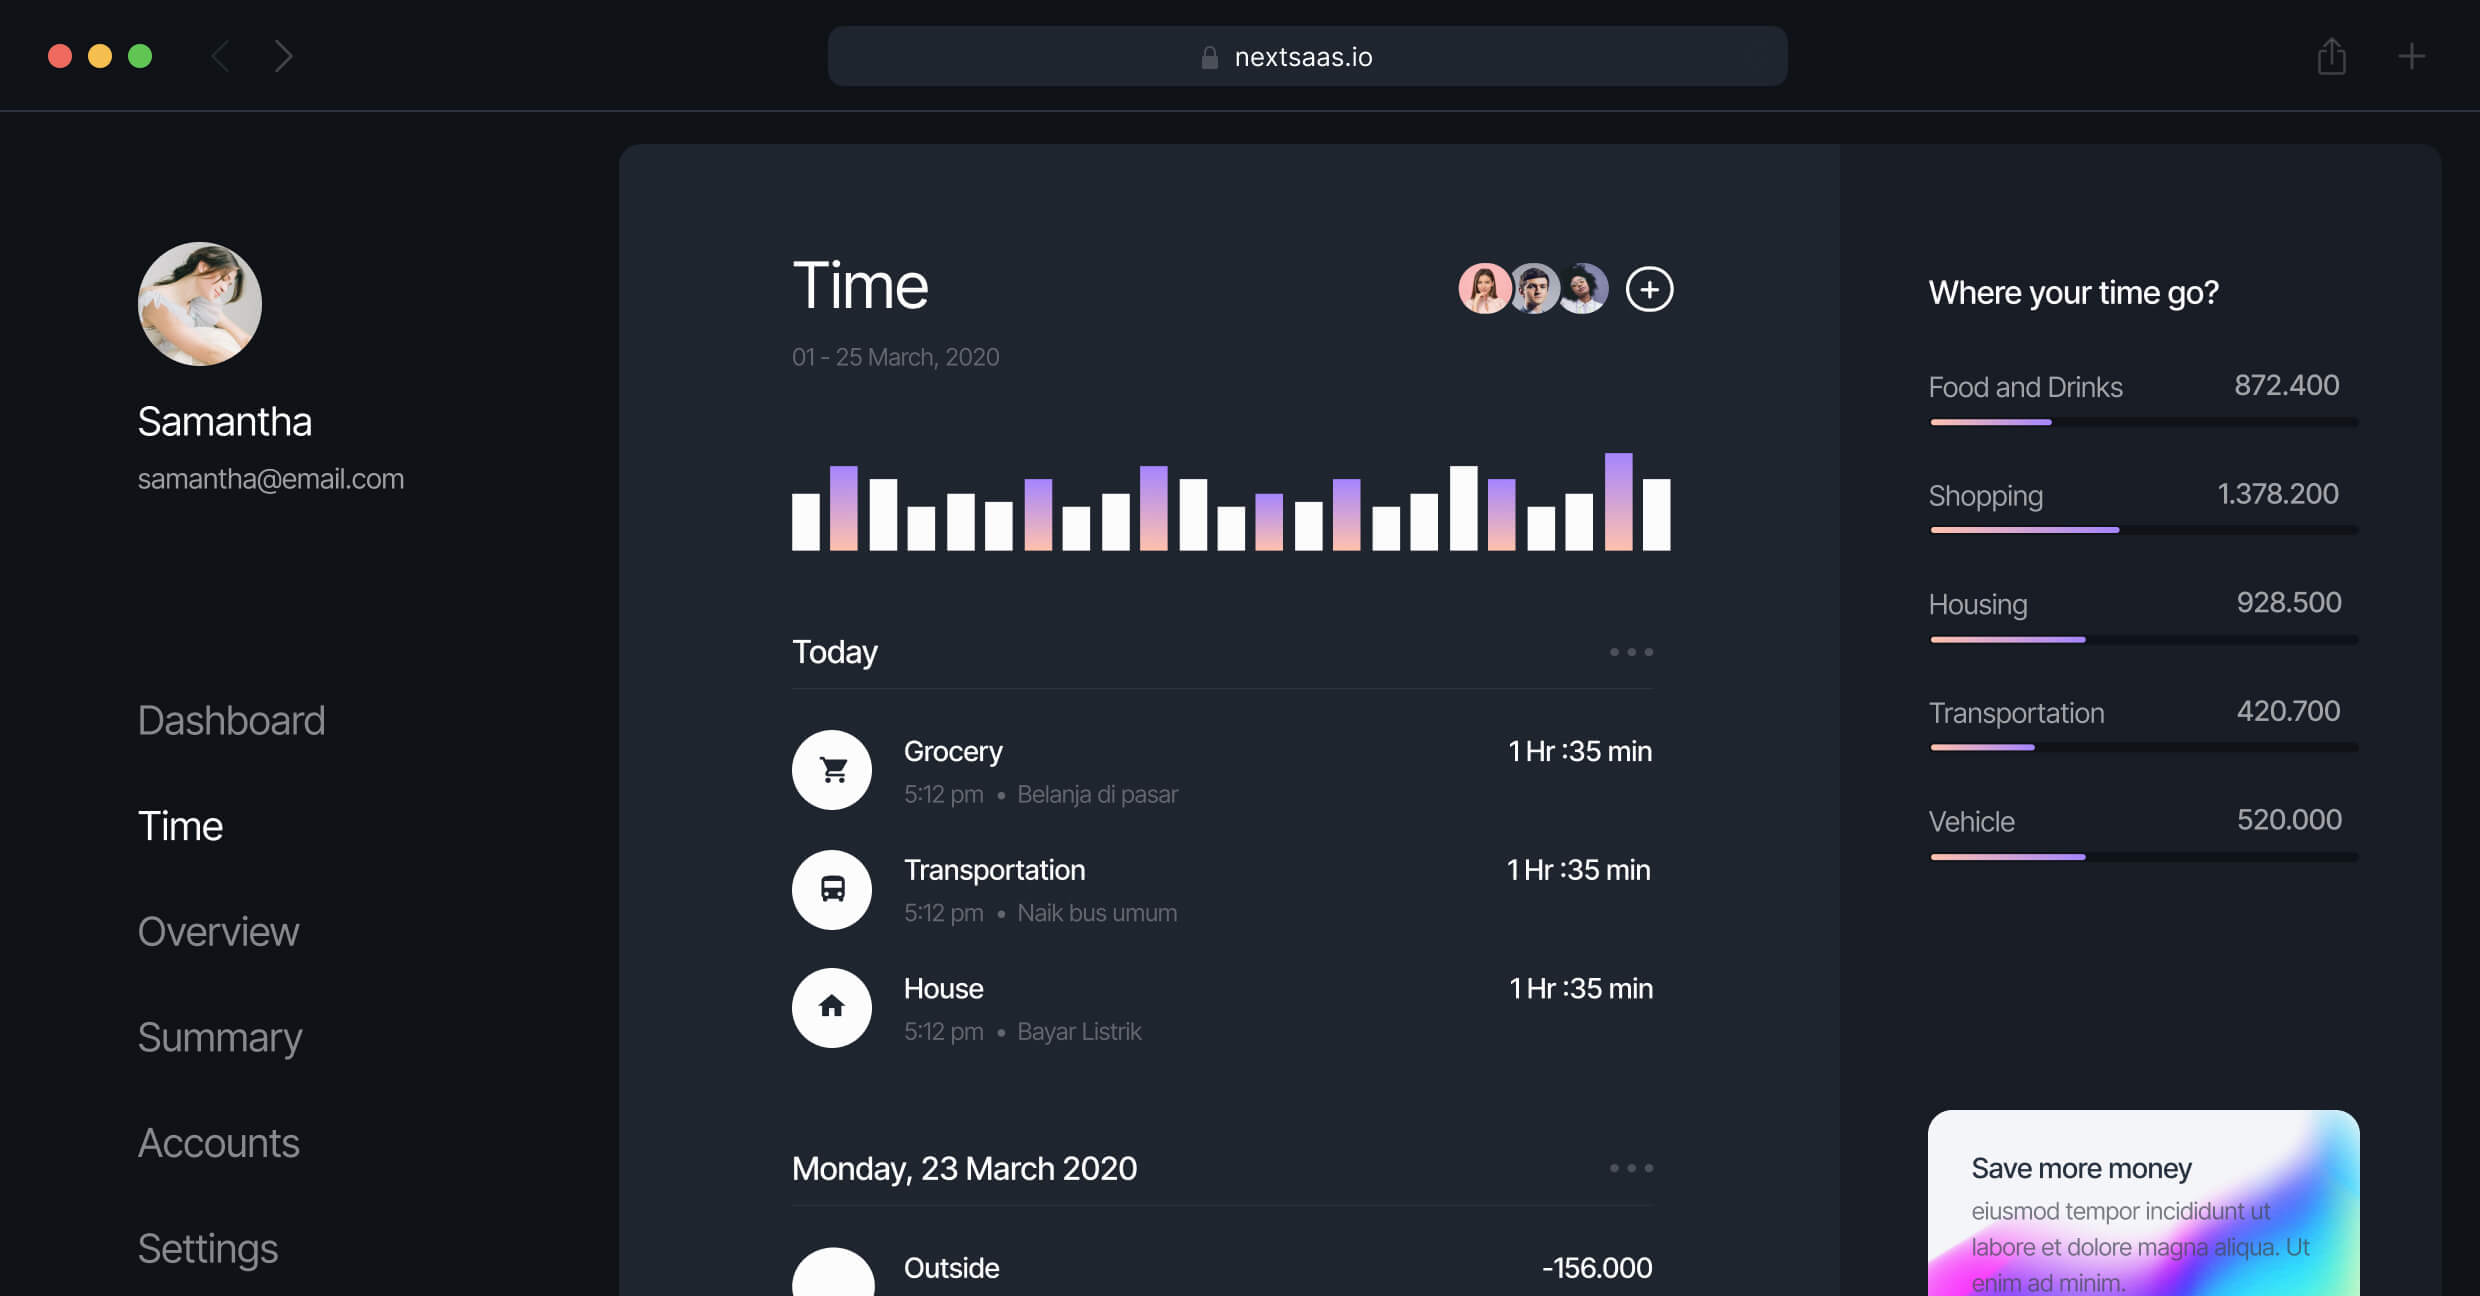 nextsaas.io
Samantha
samantha@email.com
Dashboard
Time
Overview
Summary
Accounts
Settings
Time
01 - 25 March, 2020
Today
Grocery
1 Hr :35 min
5:12 pm • Belanja di pasar
Transportation
1 Hr :35 min
5:12 pm • Naik bus umum
House
1 Hr :35 min
5:12 pm • Bayar Listrik
Monday, 23 March 2020
Outside
-156.000
Where your time go?
Food and Drinks
872.400
Shopping
1.378.200
Housing
928.500
Transportation
420.700
Vehicle
520.000
Save more money
eiusmod tempor incididunt ut
labore et dolore magna aliqua. Ut
enim ad minim.